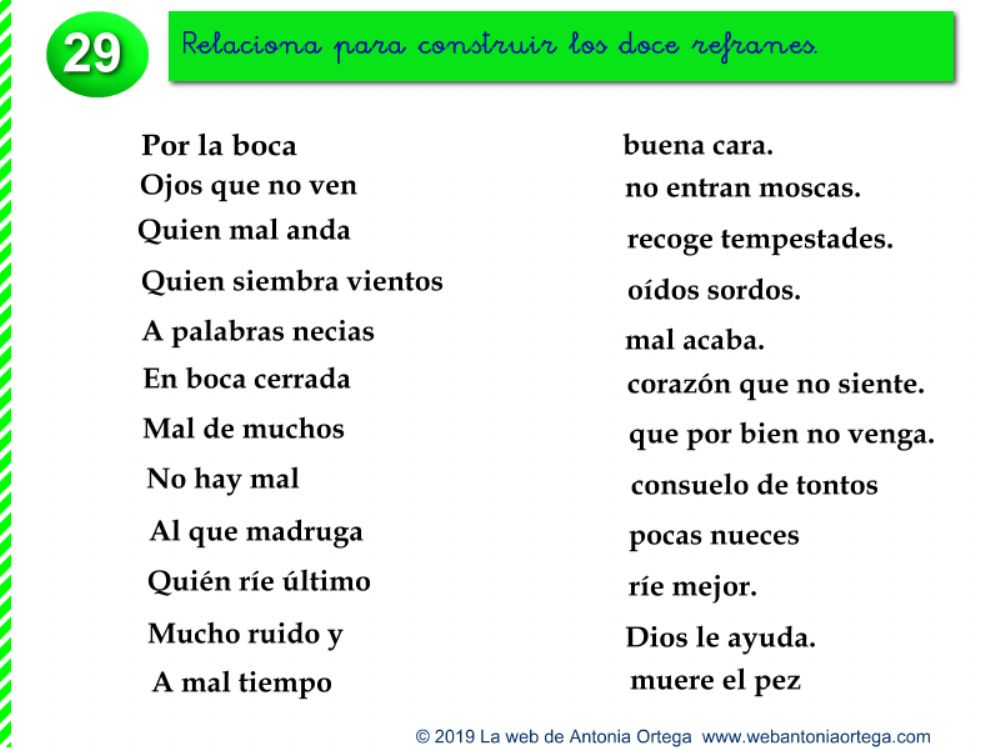 29
Relaciona para construir los doce refranes.
Por la boca
Ojos que no ven
Quien mal anda
Quien siembra vientos
A palabras necias
En boca cerrada
Mal de muchos
No hay mal
Al que madruga
Quién ríe último
Mucho ruido y
A mal tiempo
buena cara.
no entran moscas.
recoge tempestades.
oídos sordos.
mal acaba.
corazón que no siente.
que por bien no venga.
consuelo de tontos
pocas nueces
ríe mejor.
Dios le ayuda.
muere el pez
© 2019 La web de Antonia Ortega www.webantoniaortega.com